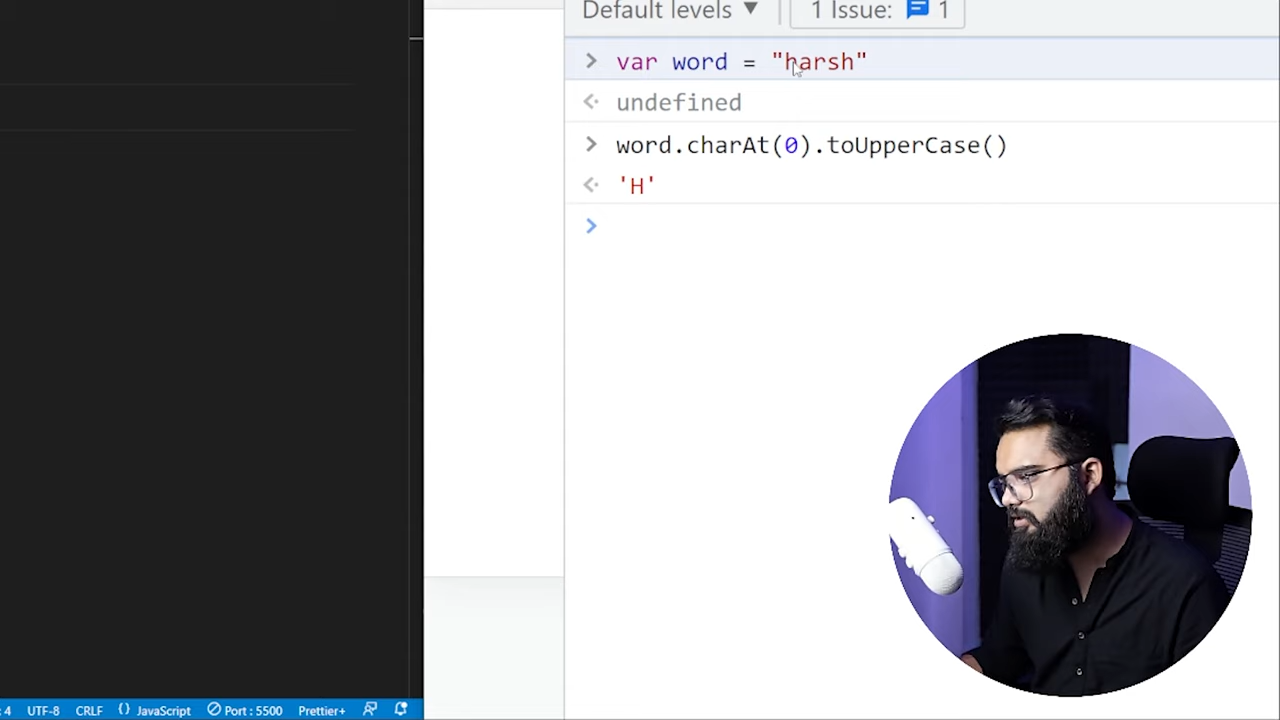 Default levels ▼ 1 Issue: 1
> var word = "harsh"
undefined
> word.charAt(0).toUpperCase()
'H'
>
: 4 UTF-8 CRLF {} JavaScript Port : 5500 Prettier+